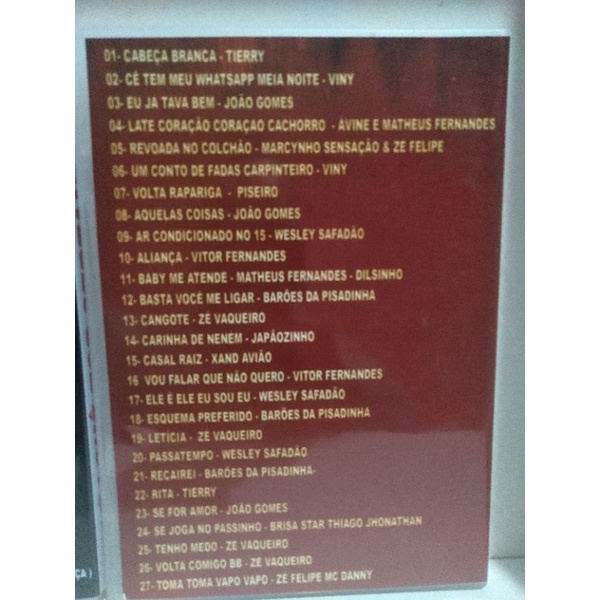 01- CABEÇA BRANCA - TIERRY
02- CÊ TEM MEU WHATSAPP MEIA NOITE - VINY
03- EU JA TAVA BEM - JOÃO GOMES
04- LATE CORAÇÃO CORAÇAO CACHORRO - AVINE E MATHEUS FERNANDES
05- REVOADA NO COLCHÃO - MARCYNHO SENSAÇÃO & ZÉ FELIPE
06- UM CONTO DE FADAS CARPINTEIRO - VINY
07- VOLTA RAPARIGA - PISEIRO
08- AQUELAS COISAS - JOÃO GOMES
09- AR CONDICIONADO NO 15 - WESLEY SAFADÃO
10- ALIANÇA - VITOR FERNANDES
11- BABY ME ATENDE - MATHEUS FERNANDES - DILSINHO
12- BASTA VOCÊ ME LIGAR - BARÕES DA PISADINHA
13- CANGOTE - ZÉ VAQUEIRO
14- CARINHA DE NENEM - JAPÃOZINHO
15- CASAL RAIZ - XAND AVIÃO
16 VOU FALAR QUE NÃO QUERO - VITOR FERNANDES
17- ELE É ELE EU SOU EU - WESLEY SAFADÃO
18- ESQUEMA PREFERIDO - BARÕES DA PISADINHA
19- LETICIA - ZÉ VAQUEIRO
20- PASSATEMPO - WESLEY SAFADÃO
21- RECAIREI - BARÕES DA PISADINHA-
22- RITA - TIERRY
23- SE FOR AMOR - JOÃO GOMES
24- SE JOGA NO PASSINHO - BRISA STAR THIAGO JHONATHAN
25- TENHO MEDO - ZÉ VAQUEIRO
26- VOLTA COMIGO BB - ZÉ VAQUEIRO
27- TOMA TOMA VAPO VAPO - ZÉ FELIPE MC DANNY